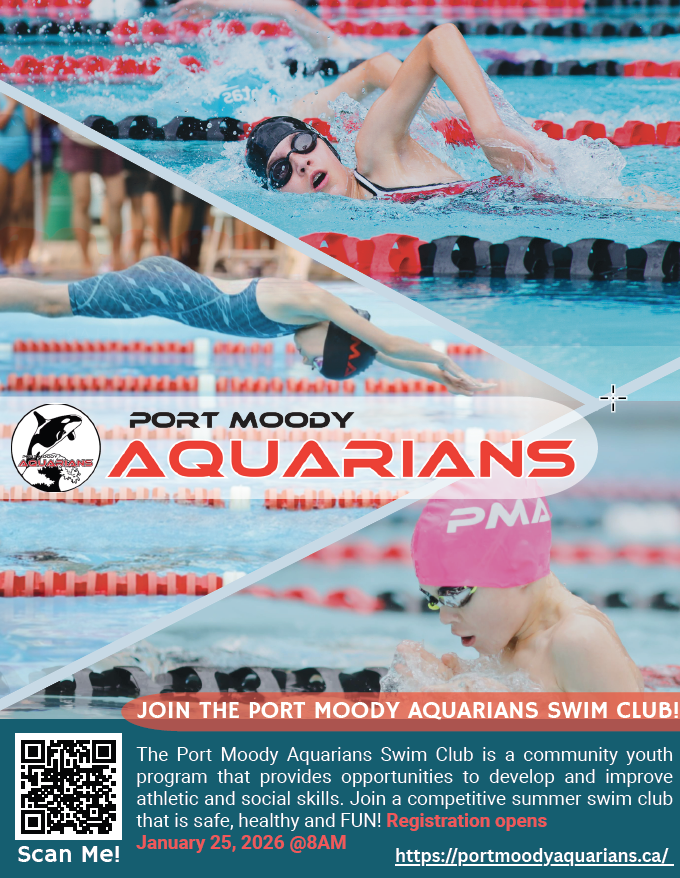 PORT MOODY
AQUARIANS
AQUARIANS
PMA
PMA
JOIN THE PORT MOODY AQUARIANS SWIM CLUB!
The Port Moody Aquarians Swim Club is a community youth
program that provides opportunities to develop and improve
athletic and social skills. Join a competitive summer swim club
that is safe, healthy and FUN! Registration opens
January 25, 2026 @8AM
Scan Me!
https://portmoodyaquarians.ca/